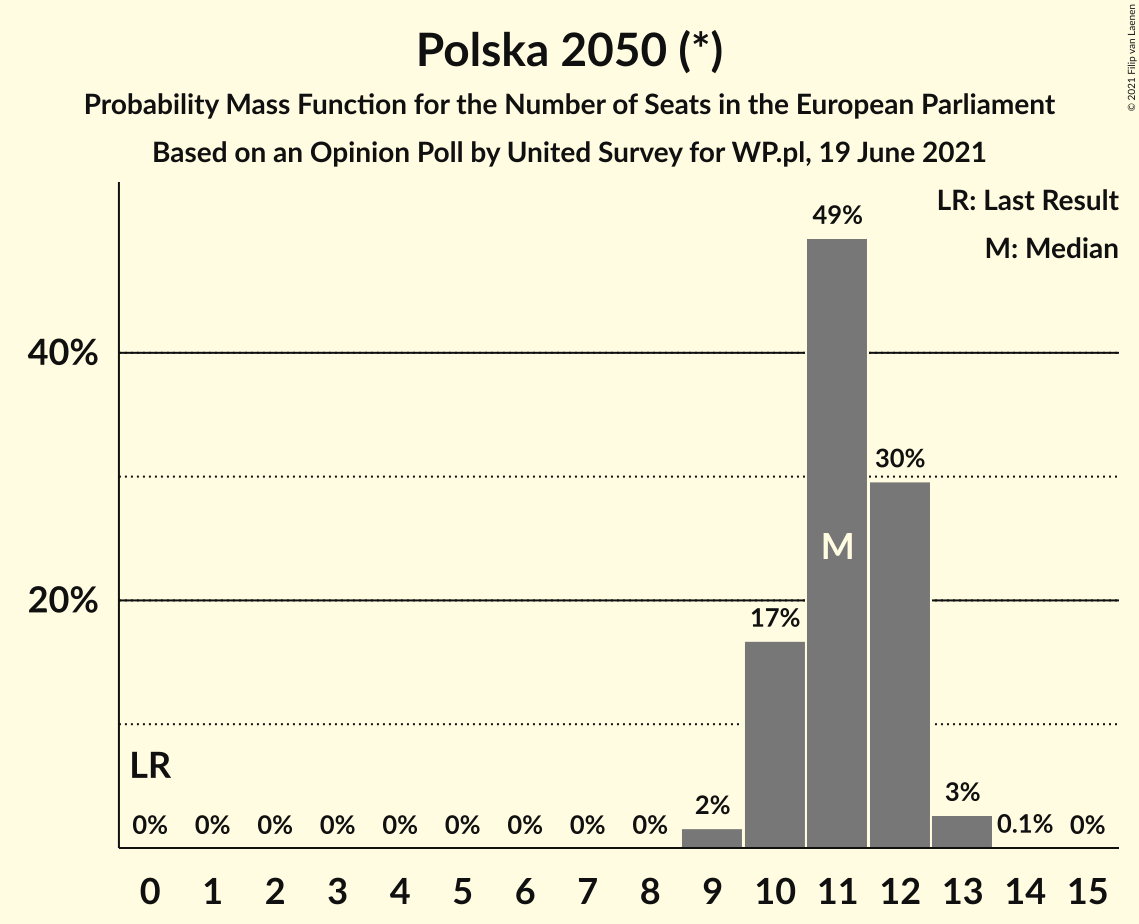 Polska 2050 (*)
Probability Mass Function for the Number of Seats in the European Parliament
Based on an Opinion Poll by United Survey for WP.pl, 19 June 2021
© 2021 Filip van Laenen
LR: Last Result
M: Median
49%
40%
30%
M
20%
17%
LR
3%
2%
0% 0% 0% 0% 0% 0% 0% 0% 0% 0.1% 0%
0 1 2 3 4 5 6 7 8 9 10 11 12 13 14 15